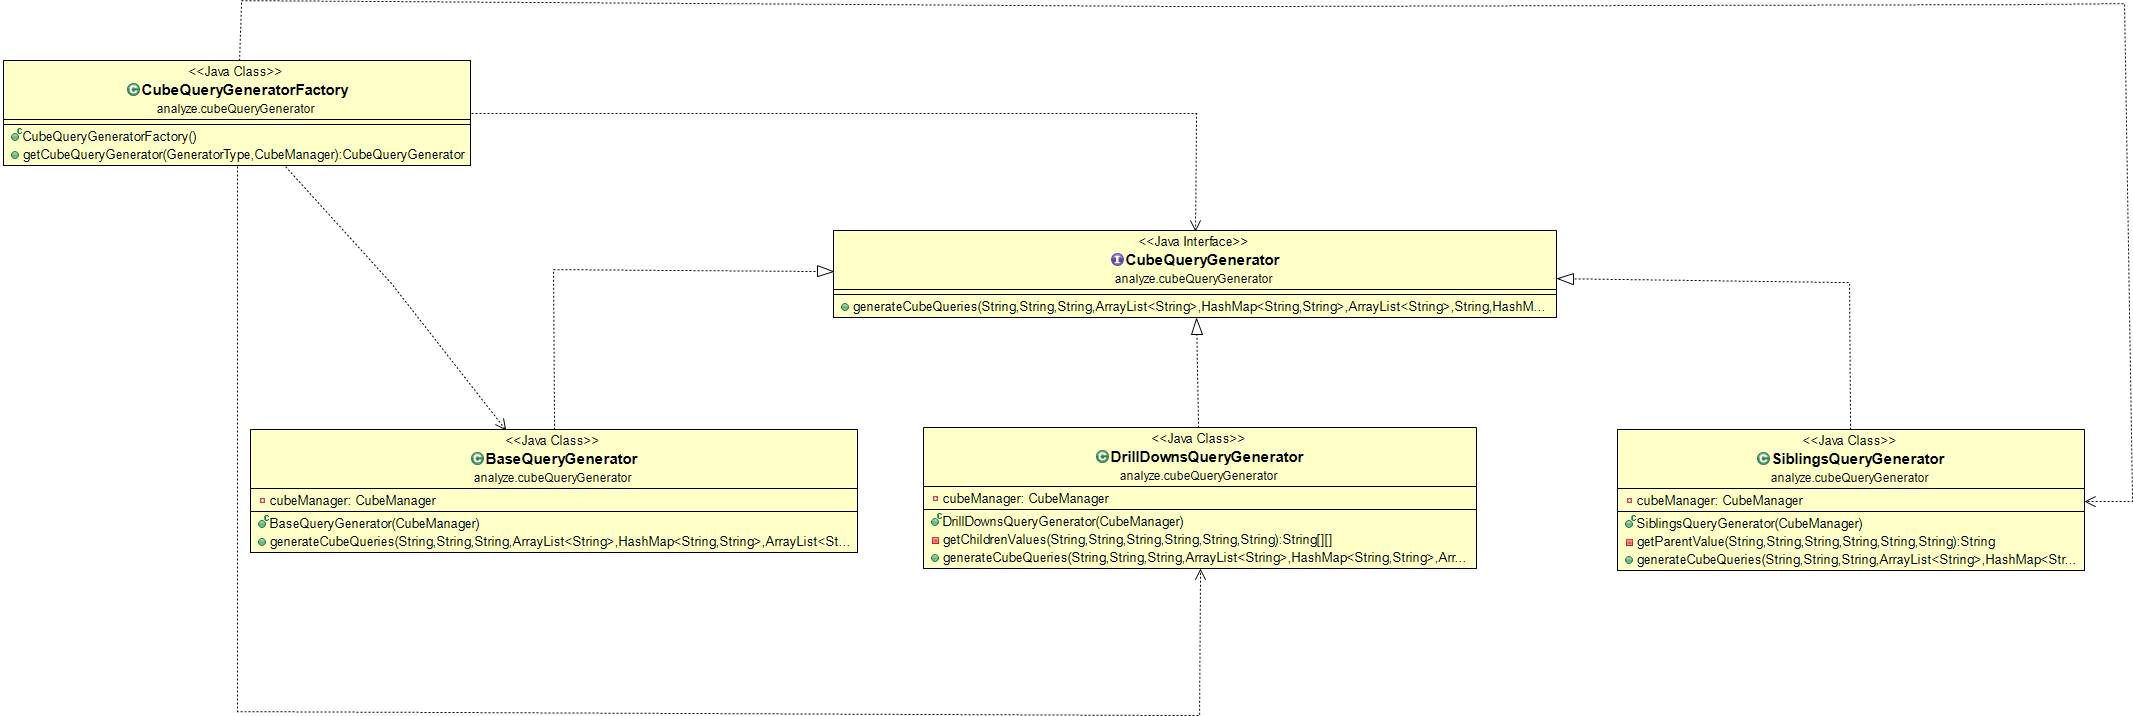 <<Java Class>>
CubeQueryGeneratorFactory
analyze.cubeQueryGenerator
CubeQueryGeneratorFactory()
getCubeQueryGenerator(GeneratorType,CubeManager):CubeQueryGenerator
<<Java Interface>>
CubeQueryGenerator
analyze.cubeQueryGenerator
generateCubeQueries(String,String,String,ArrayList<String>,HashMap<String,String>,ArrayList<String>,String,HashM...
<<Java Class>>
BaseQueryGenerator
analyze.cubeQueryGenerator
cubeManager: CubeManager
BaseQueryGenerator(CubeManager)
generateCubeQueries(String,String,String,ArrayList<String>,HashMap<String,String>,ArrayList<St...
<<Java Class>>
DrillDownsQueryGenerator
analyze.cubeQueryGenerator
cubeManager: CubeManager
DrillDownsQueryGenerator(CubeManager)
getChildrenValues(String,String,String,String,String,String):String[][]
generateCubeQueries(String,String,String,ArrayList<String>,HashMap<String,String>,Arr...
<<Java Class>>
SiblingsQueryGenerator
analyze.cubeQueryGenerator
cubeManager: CubeManager
SiblingsQueryGenerator(CubeManager)
getParentValue(String,String,String,String,String,String):String
generateCubeQueries(String,String,String,ArrayList<String>,HashMap<Str...